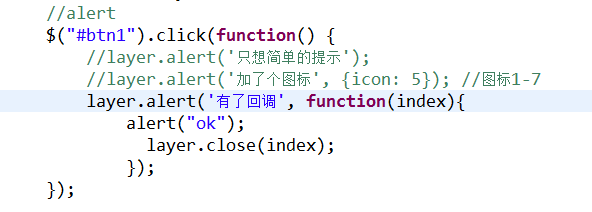 //alert
$("#btn1").click(function() {
//layer.alert('只想简单的提示');
//layer.alert('加了个图标', {icon: 5}); //图标1-7
layer.alert('有了回调', function(index){
alert("ok");
layer.close(index);
});
});